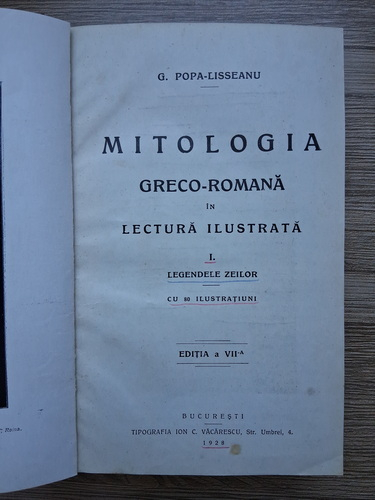 G. POPA-LISSEANU
MITOLOGIA
GRECO-ROMANĂ
ÎN
LECTURĂ ILUSTRATĂ
I.
LEGENDELE ZEILOR
CU 80 ILUSTRAȚIUNI
EDIȚIA a VII-A
BUCUREȘTI
TIPOGRAFIA ION C. VĂCĂRESCU, Str. Umbrei, 4.
1928